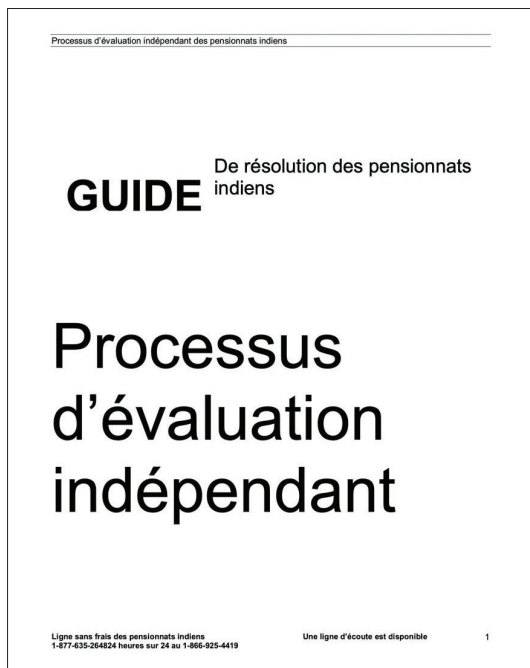 Processus d'évaluation indépendant des pensionnats indiens
GUIDE De résolution des pensionnats
indiens
Processus
d'évaluation
indépendant
Ligne sans frais des pensionnats indiens Une ligne d'écoute est disponible 1
1-877-635-264824 heures sur 24 au 1-866-925-4419